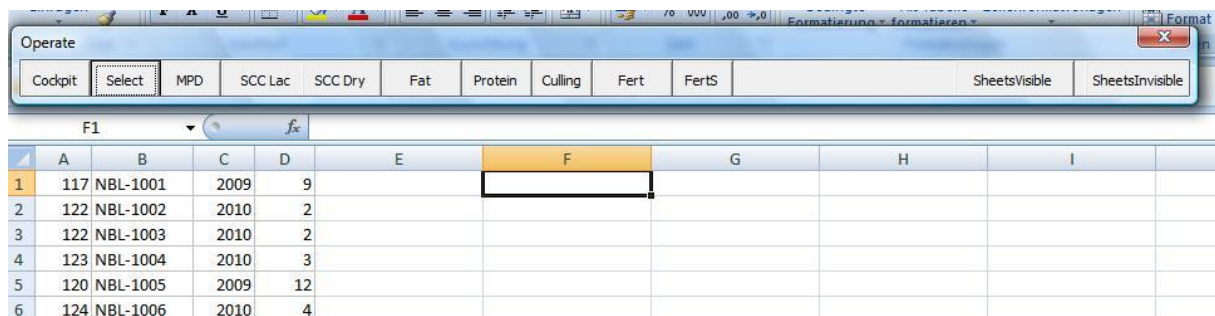 Formatierung formatieren
Format
Operate
Cockpit Select MPD SCC Lac SCC Dry Fat Protein Culling Fert FertS SheetsVisible SheetsInvisible
F1 fx
A B C D E F G H I
1 117 NBL-1001 2009 9
2 122 NBL-1002 2010 2
3 122 NBL-1003 2010 2
4 123 NBL-1004 2010 3
5 120 NBL-1005 2009 12
6 124 NBL-1006 2010 4